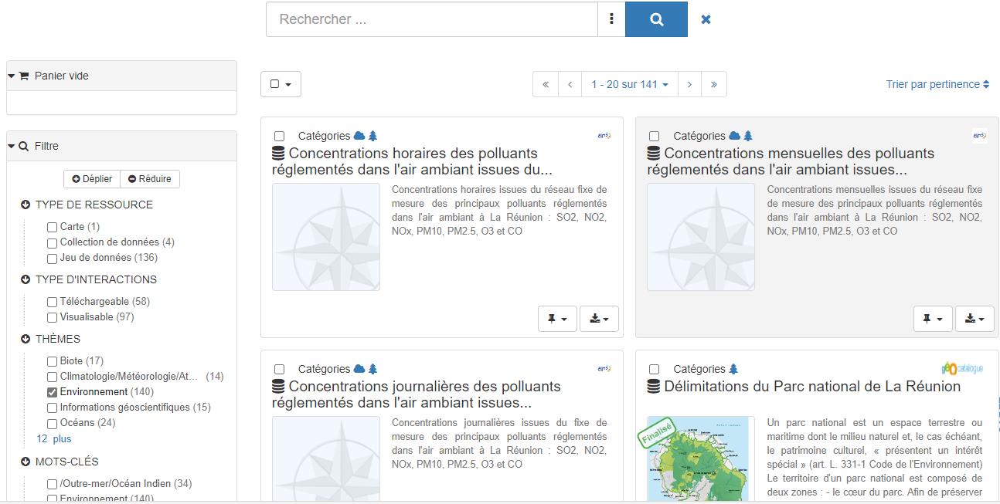 Rechercher ...
Panier vide
1 - 20 sur 141
Trier par pertinence
Filtre
Déplier
Réduire
TYPE DE RESSOURCE
Carte (1)
Collection de données (4)
Jeu de données (136)
TYPE D'INTERACTIONS
Téléchargeable (58)
Visualisable (97)
THÈMES
Biote (17)
Climatologie/Météorologie/At... (14)
Environnement (140)
Informations géoscientifiques (15)
Océans (24)
12 plus
MOTS-CLÉS
/Outre-mer/Océan Indien (34)
Environnement (140)
Catégories
Concentrations horaires des polluants
réglementés dans l'air ambiant issues du...
Concentrations horaires issues du réseau fixe de
mesure des principaux polluants réglementés
dans l'air ambiant à La Réunion : SO2, NO2,
NOx, PM10, PM2.5, O3 et CO
Catégories
Concentrations mensuelles des polluants
réglementés dans l'air ambiant issues...
Concentrations mensuelles issues du réseau fixe
de mesure des principaux polluants réglementés
dans l'air ambiant à La Réunion : SO2, NO2,
NOx, PM10, PM2.5, O3 et CO
Catégories
Concentrations journalières des polluants
réglementés dans l'air ambiant issues...
Concentrations journalières issues du fixe de
mesure des principaux polluants réglementés
dans l'air ambiant à La Réunion : SO2, NO2,
NOx, PM10, PM2.5, O3 et CO
Catégories
géOcatalogue
Délimitations du Parc national de La Réunion
Finalisé
Un parc national est un espace terrestre ou
maritime dont le milieu naturel et, le cas échéant,
le patrimoine culturel, « présentent un intérêt
spécial » (art. L. 331-1 Code de l'Environnement)
Le territoire d'un parc national est composé de
deux zones : - le cœur du parc. Afin de préserver